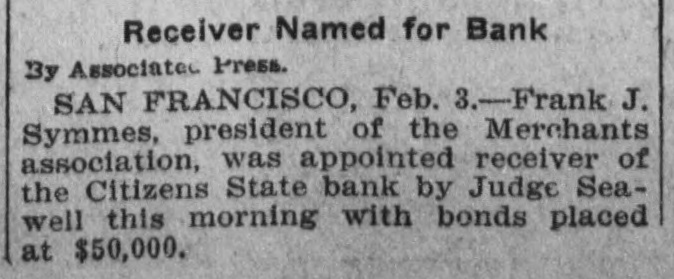 Receiver Named for Bank
By Associated Press.
SAN FRANCISCO, Feb. 3.—Frank J.
Symmes, president of the Merchants
association, was appointed receiver of
the Citizens State bank by Judge Sea-
well this morning with bonds placed
at $50,000.